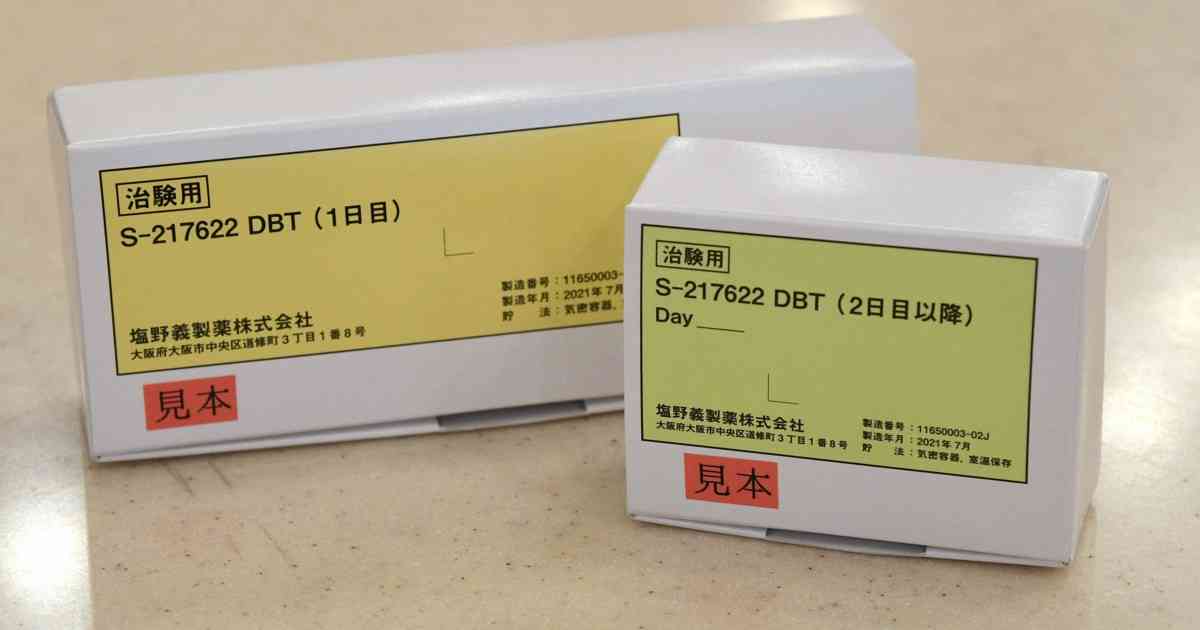 治験用
S-217622 DBT (1日目)
製造番号:11650003-
製造年月:2021年7月
貯　　法:気密容器、
塩野義製薬株式会社
大阪府大阪市中央区道修町3丁目1番8号
見本
治験用
S-217622 DBT (2日目以降)
Day
塩野義製薬株式会社
大阪府大阪市中央区道修町3丁目1番8号
製造番号:11650003-02J
製造年月:2021年7月
貯　　法:気密容器、室温保存
見本